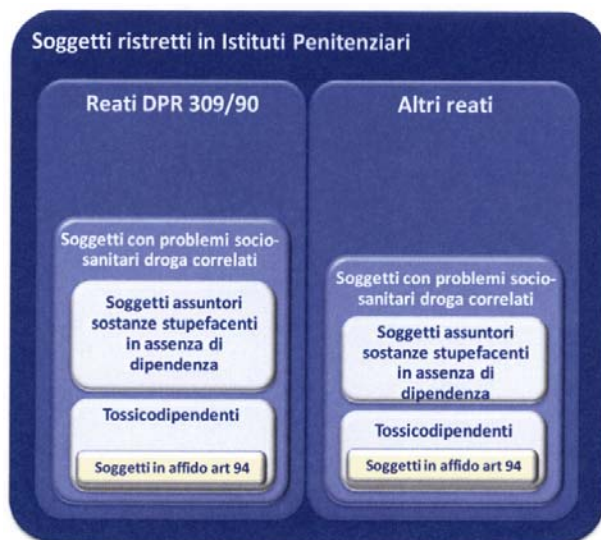 Soggetti ristretti in Istituti Penitenziari
Reati DPR 309/90
Soggetti con problemi socio-
sanitari droga correlati
Soggetti assuntori
sostanze stupefacenti
in assenza di
dipendenza
Tossicodipendenti
Soggetti in affido art 94
Altri reati
Soggetti con problemi socio-
sanitari droga correlati
Soggetti assuntori
sostanze stupefacenti
in assenza di
dipendenza
Tossicodipendenti
Soggetti in affido art 94